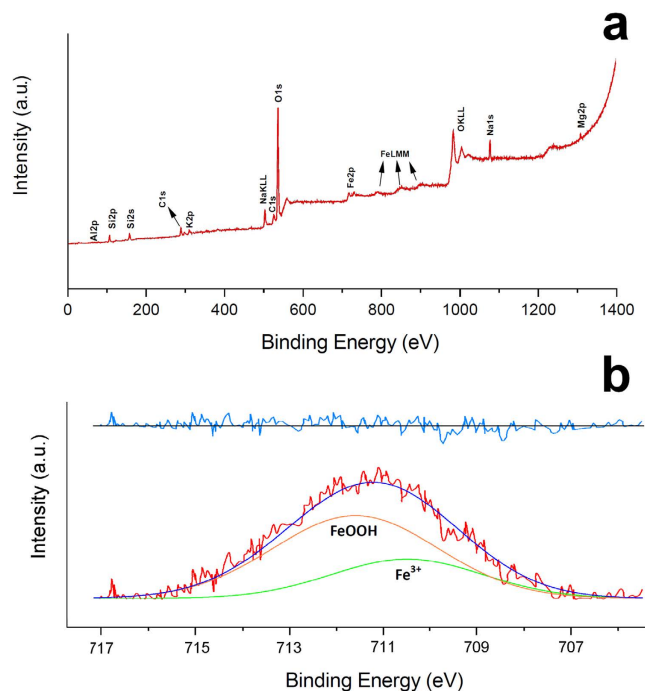 a
Intensity (a.u.)
Al2p
Si2p
Si2s
C1s
K2p
NaKLL
C1s
O1s
Fe2p
FeLMM
OKLL
Na1s
Mg2p
0 200 400 600 800 1000 1200 1400
Binding Energy (eV)
b
Intensity (a.u.)
FeOOH
Fe³⁺
717 715 713 711 709 707
Binding Energy (eV)